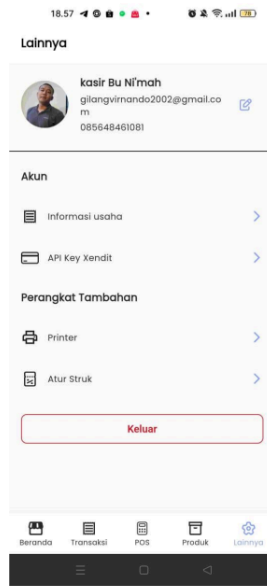 18.57
78
Lainnya
kasir Bu Ni'mah
gilangvirnando2002@gmail.co
m
085648461081
Akun
Informasi usaha
API Key Xendit
Perangkat Tambahan
Printer
Atur Struk
Keluar
Beranda Transaksi POS Produk Lainnya